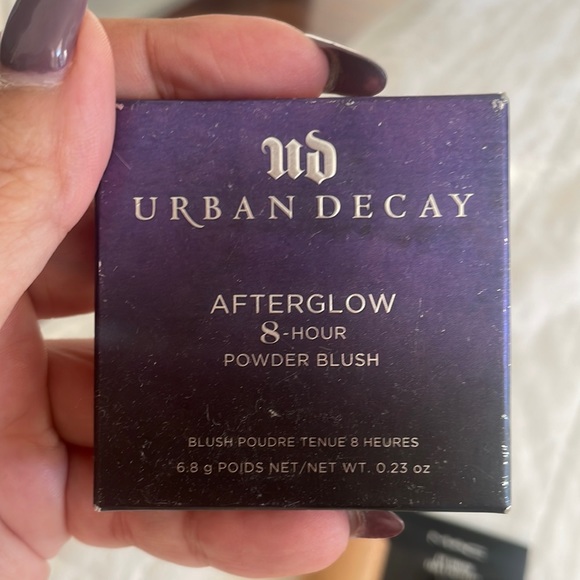 UD
URBAN DECAY
AFTERGLOW
8-HOUR
POWDER BLUSH
BLUSH POUDRE TENUE 8 HEURES
6.8 g POIDS NET/NET WT. 0.23 oz